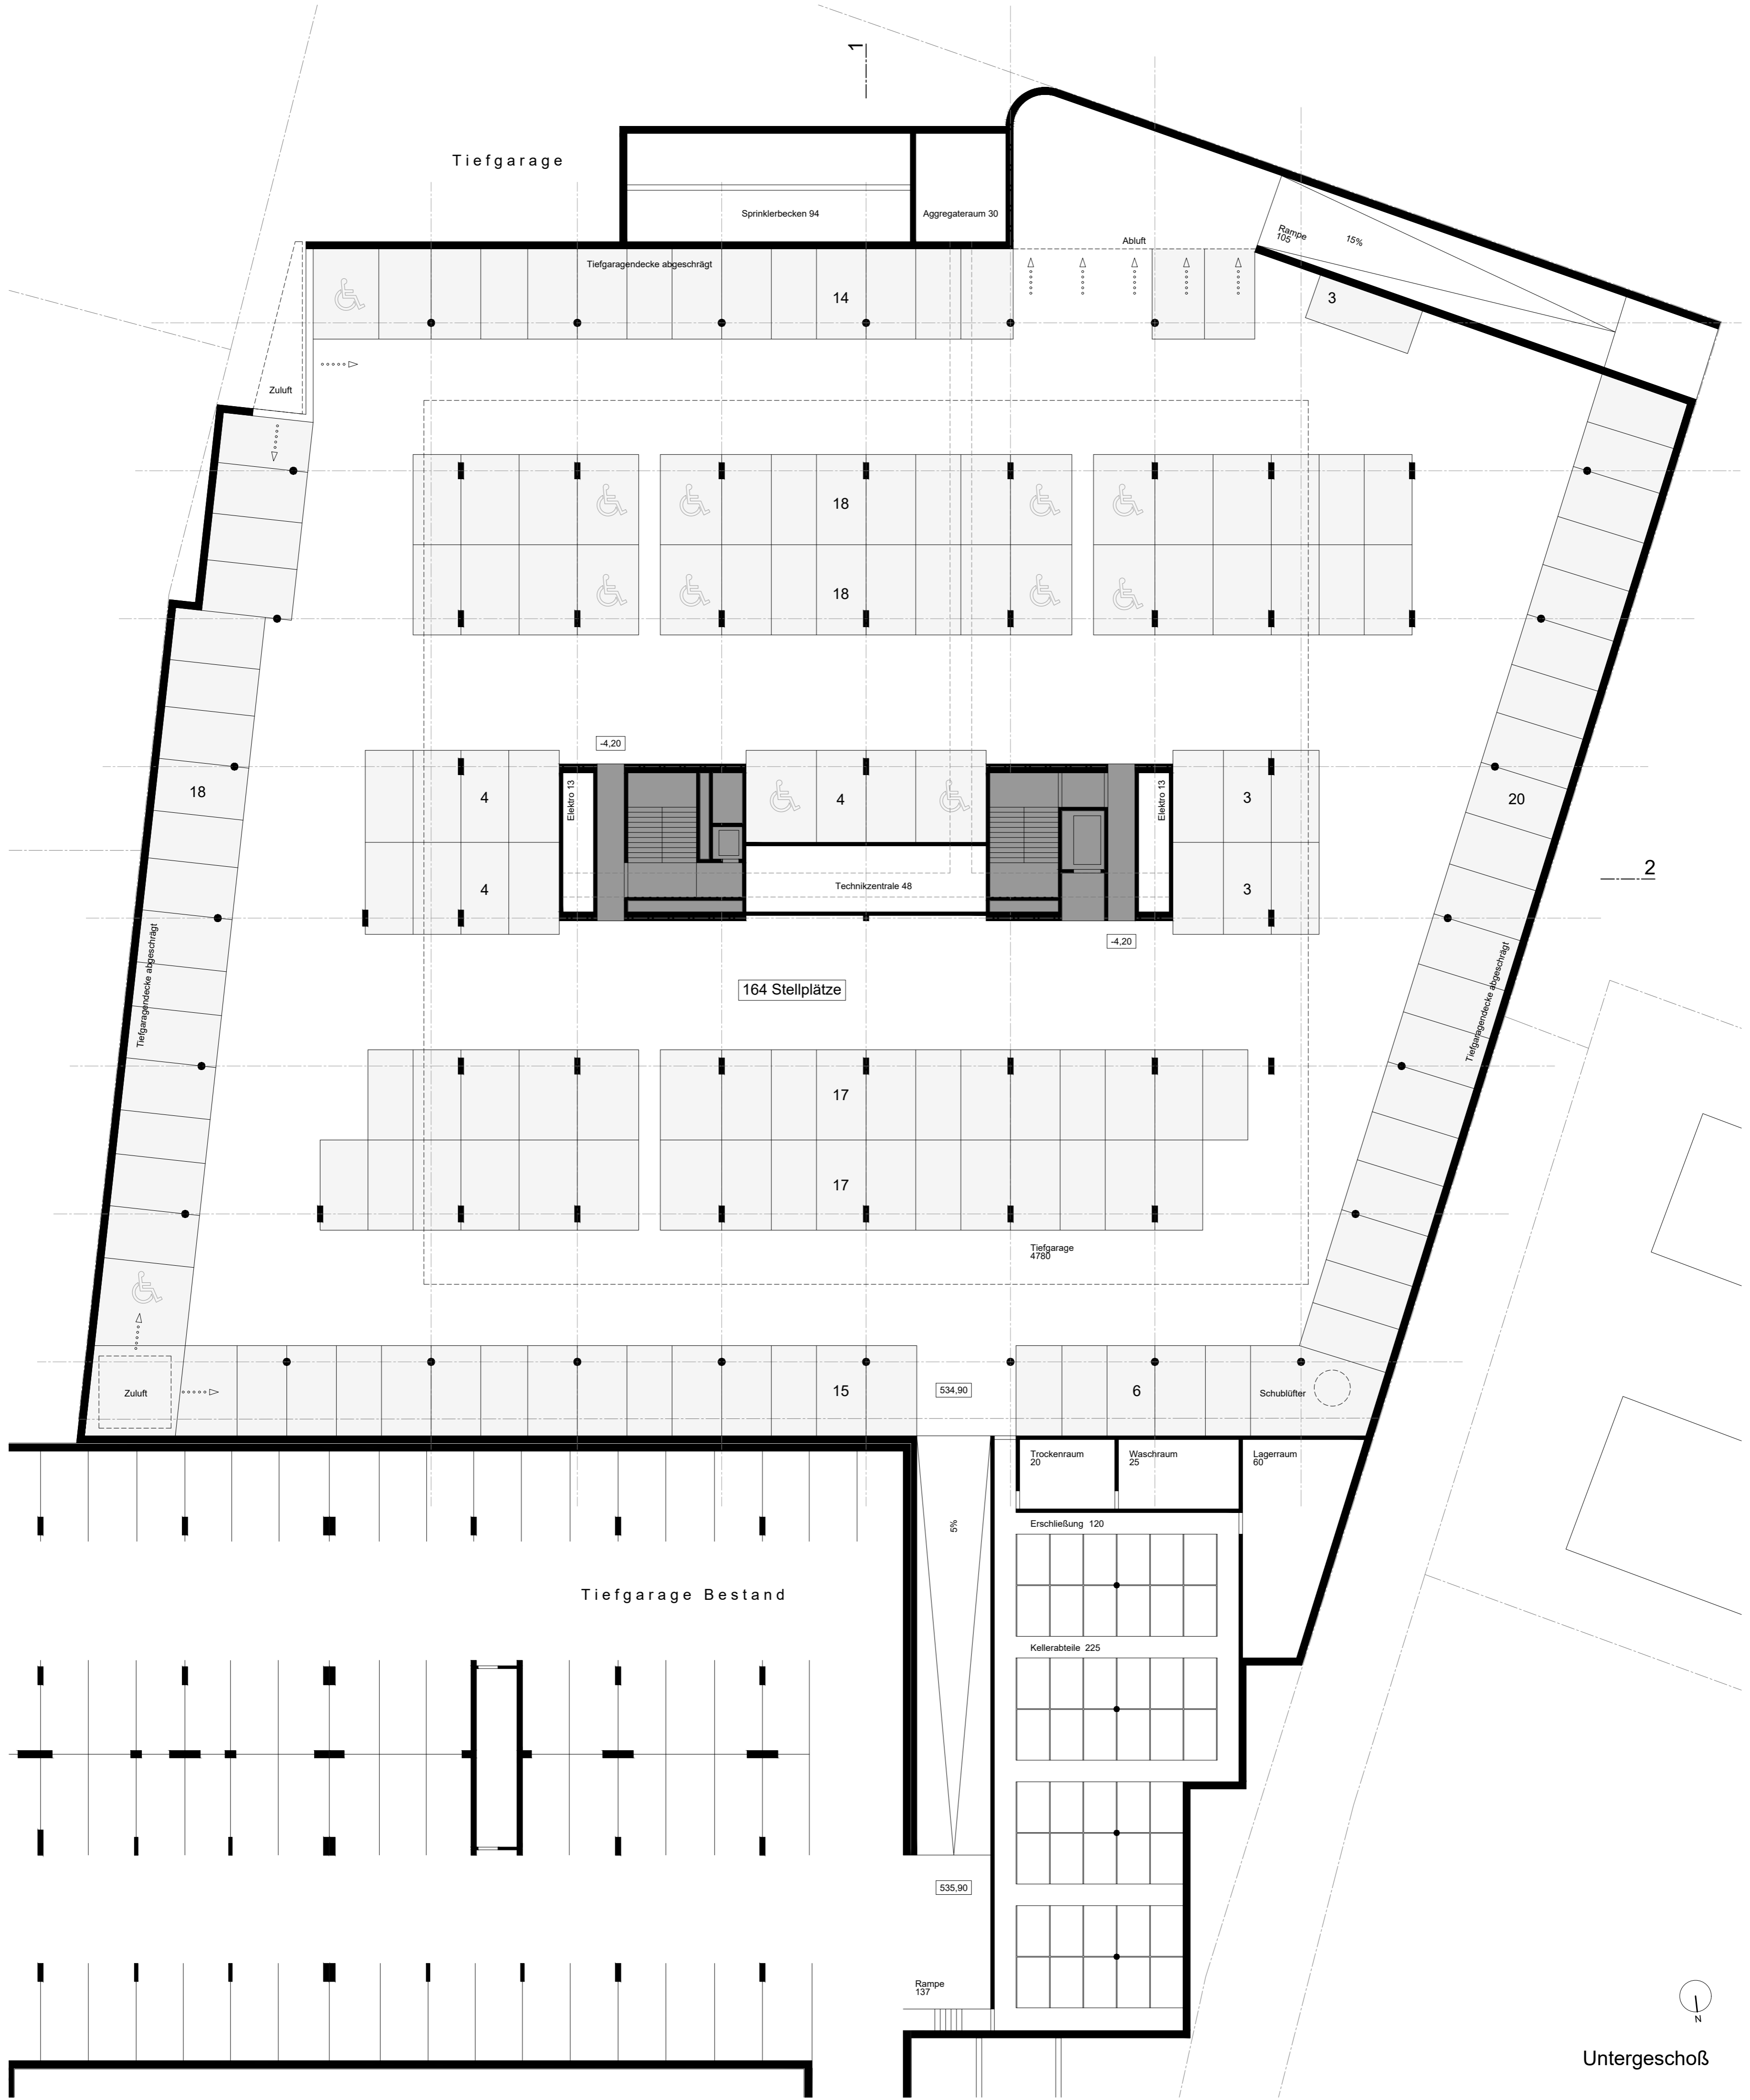 1
Tiefgarage
Sprinklerbecken 94
Aggregateraum 30
Abluft
Rampe
105
15%
Tiefgaragendecke abgeschrägt
14
3
Zuluft
18
18
-4,20
18
4
Elektro 13
4
Elektro 13
3
20
2
4
Technikzentrale 48
3
-4,20
Tiefgaragendecke abgeschrägt
Tiefgaragendecke abgeschrägt
164 Stellplätze
17
17
Tiefgarage
4780
Zuluft
15
534,90
6
Schublüfter
Trockenraum
20
Waschraum
25
Lagerraum
60
5%
Erschließung 120
Tiefgarage Bestand
Kellerabteile 225
535,90
Rampe
137
N
Untergeschoß